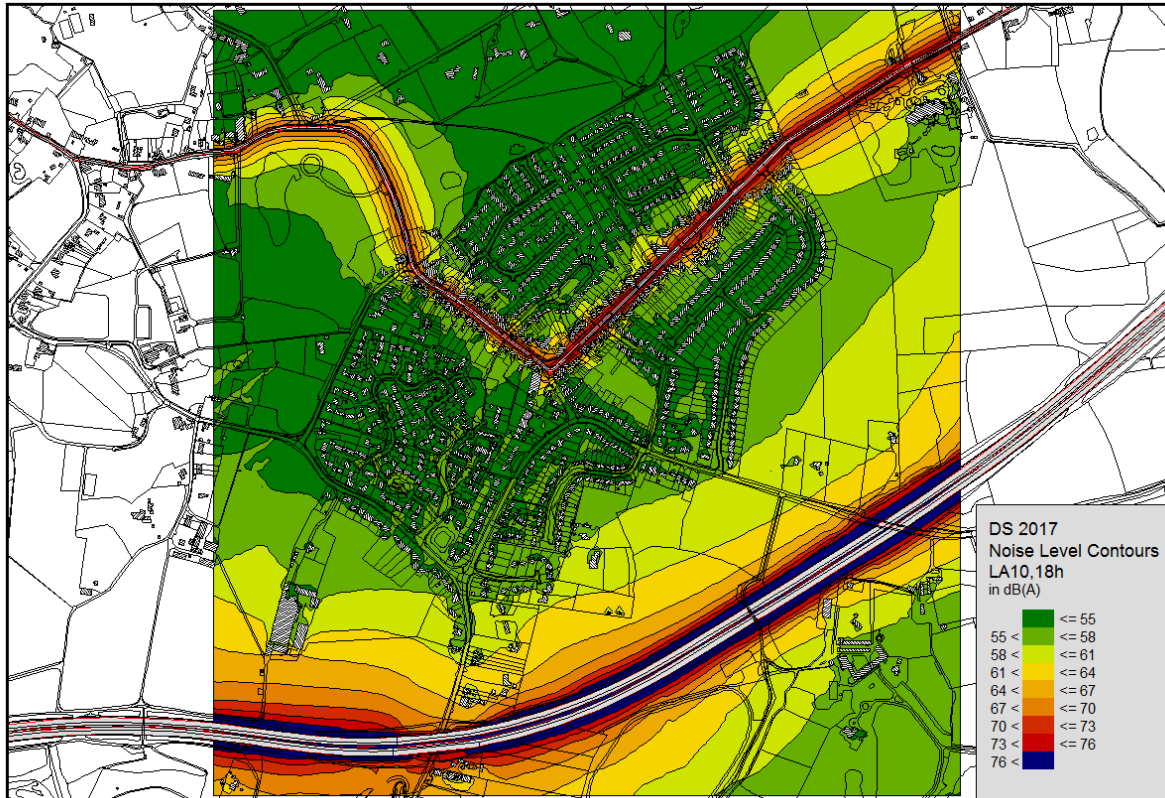 DS 2017
Noise Level Contours
LA10,18h
in dB(A)
<= 55
55 < <= 58
58 < <= 61
61 < <= 64
64 < <= 67
67 < <= 70
70 < <= 73
73 < <= 76
76 <